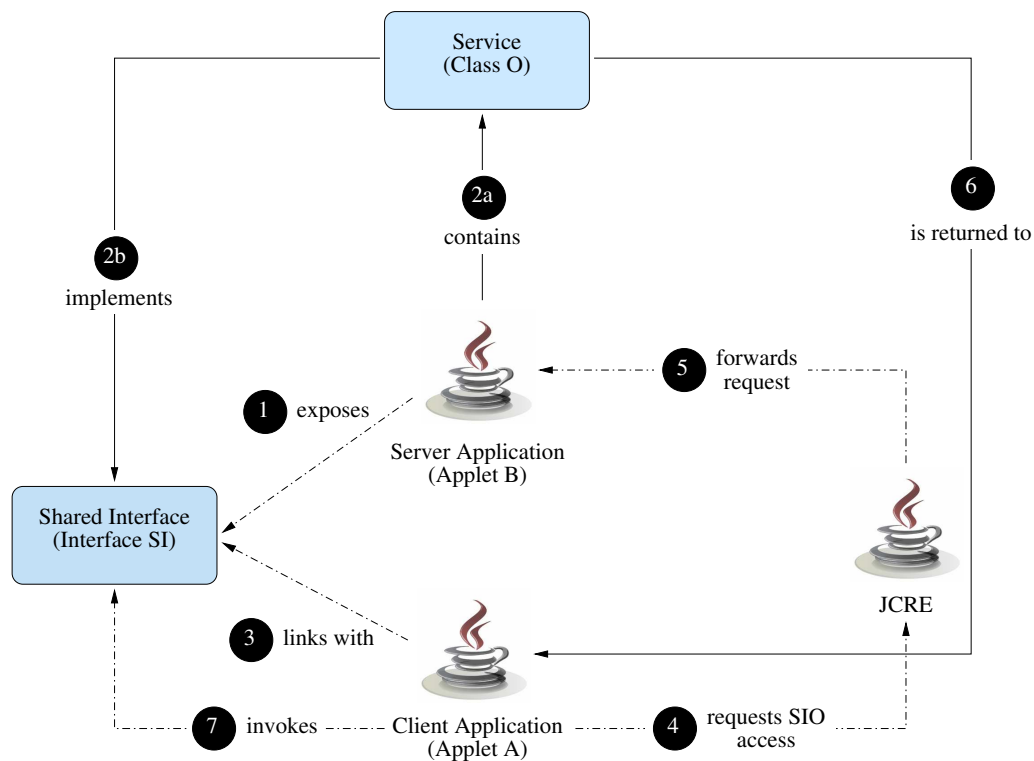 Service
(Class O)
2a
contains
6
is returned to
2b
implements
5
forwards
request
1
exposes
Server Application
(Applet B)
Shared Interface
(Interface SI)
JCRE
3
links with
7
invokes
Client Application
(Applet A)
4
requests SIO
access